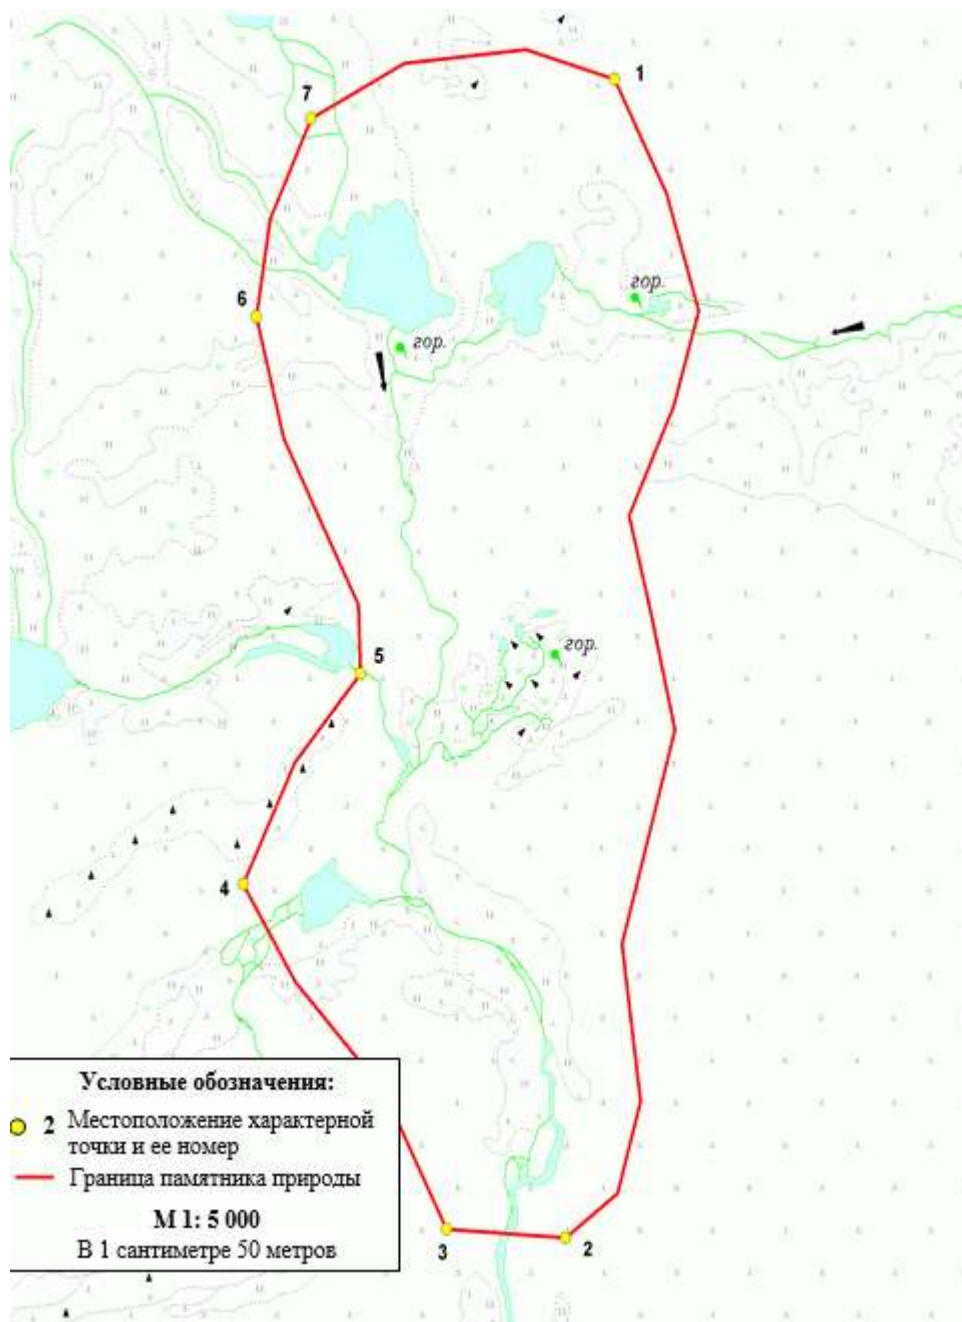 1
7
гор.
6
гор.
5
гор.
4
Условные обозначения:
2 Местоположение характерной
точки и ее номер
Граница памятника природы
М 1: 5 000
В 1 сантиметре 50 метров
3
2